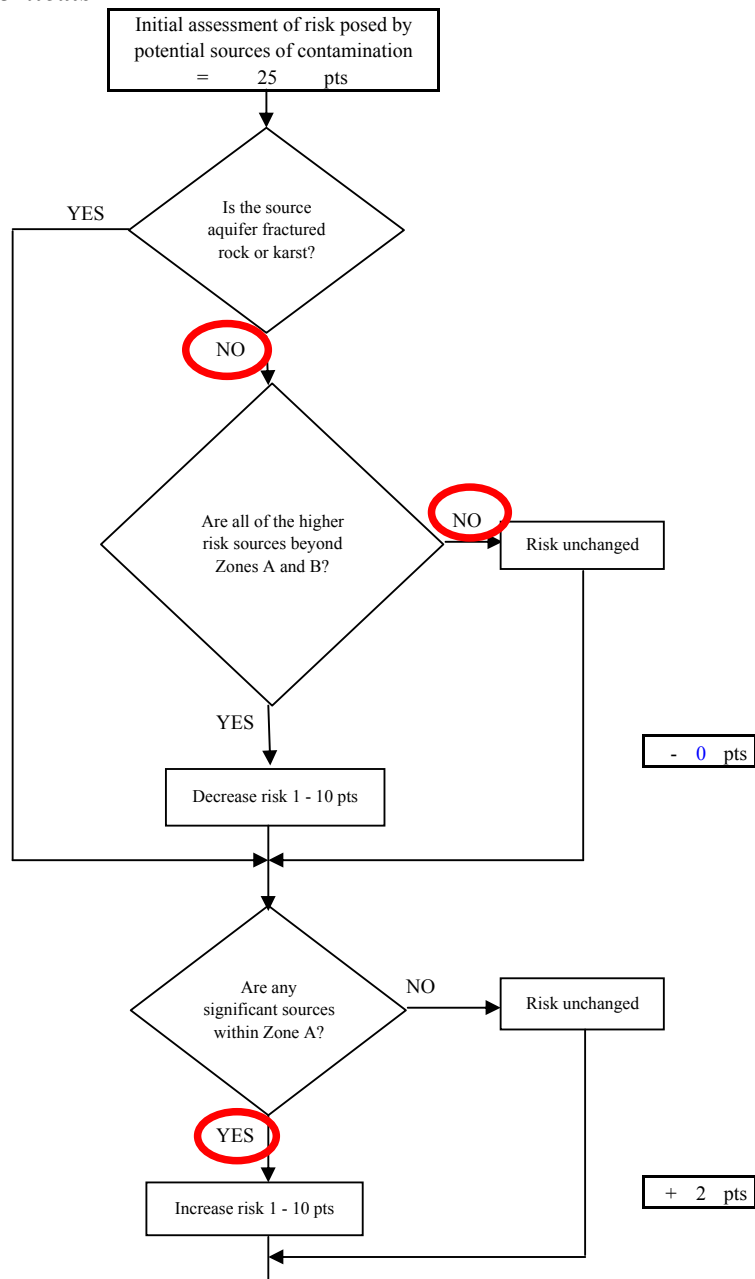 Initial assessment of risk posed by
potential sources of contamination
= 25 pts
YES
Is the source
aquifer fractured
rock or karst?
NO
Are all of the higher
risk sources beyond
Zones A and B?
NO
Risk unchanged
YES
- 0 pts
Decrease risk 1 - 10 pts
Are any
significant sources
within Zone A?
NO
Risk unchanged
YES
+ 2 pts
Increase risk 1 - 10 pts